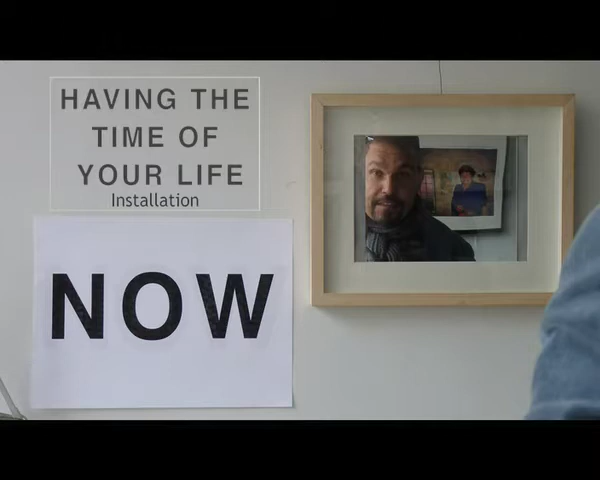 HAVING THE
TIME OF
YOUR LIFE
Installation
NOW